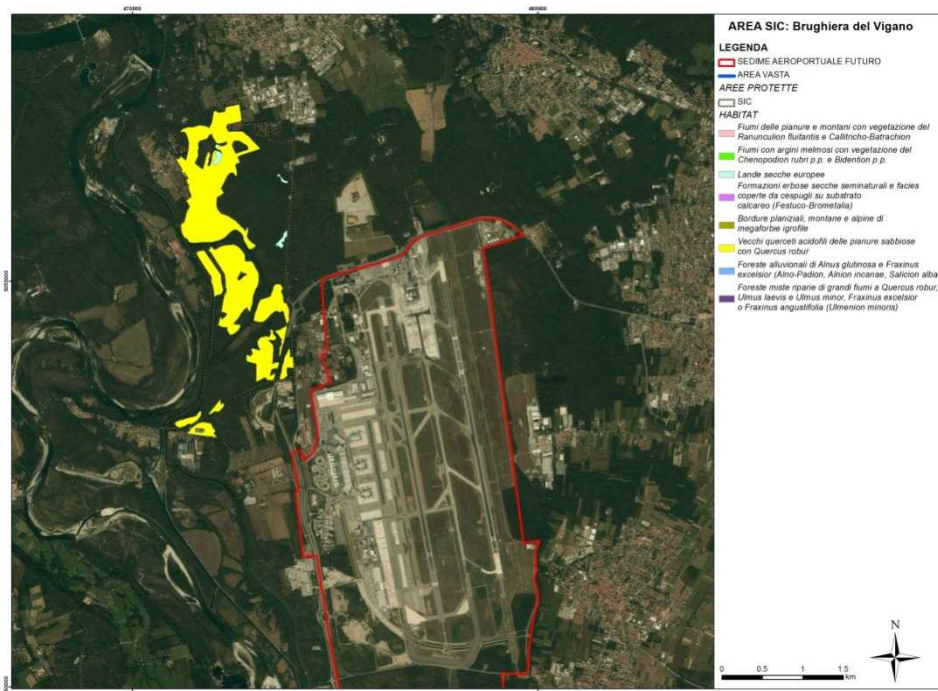 470000
480000
5055000
AREA SIC: Brughiera del Vigano
LEGENDA
SEDIME AEROPORTUALE FUTURO
AREA VASTA
AREE PROTETTE
SIC
HABITAT
Fiumi delle pianure e montani con vegetazione del
Ranunculion fluitantis e Callitricho-Batrachion
Fiumi con argini melmosi con vegetazione del
Chenopodion rubri p.p. e Bidention p.p.
Lande secche europee
Formazioni erbose secche seminaturali e facies
coperte da cespugli su substrato
calcareo (Festuco-Brometalia)
Bordure planiziali, montane e alpine di
megaforbie igrofile
Vecchi querceti acidofili delle pianure sabbiose
con Quercus robur
Foreste alluvionali di Alnus glutinosa e Fraxinus
excelsior (Alno-Padion, Alnion incanae, Salicion alba
Foreste miste riparie di grandi fiumi a Quercus robur,
Ulmus laevis e Ulmus minor, Fraxinus excelsior
o Fraxinus angustifolia (Ulmenion minoris)
N
0 0.5 1 1.5
km